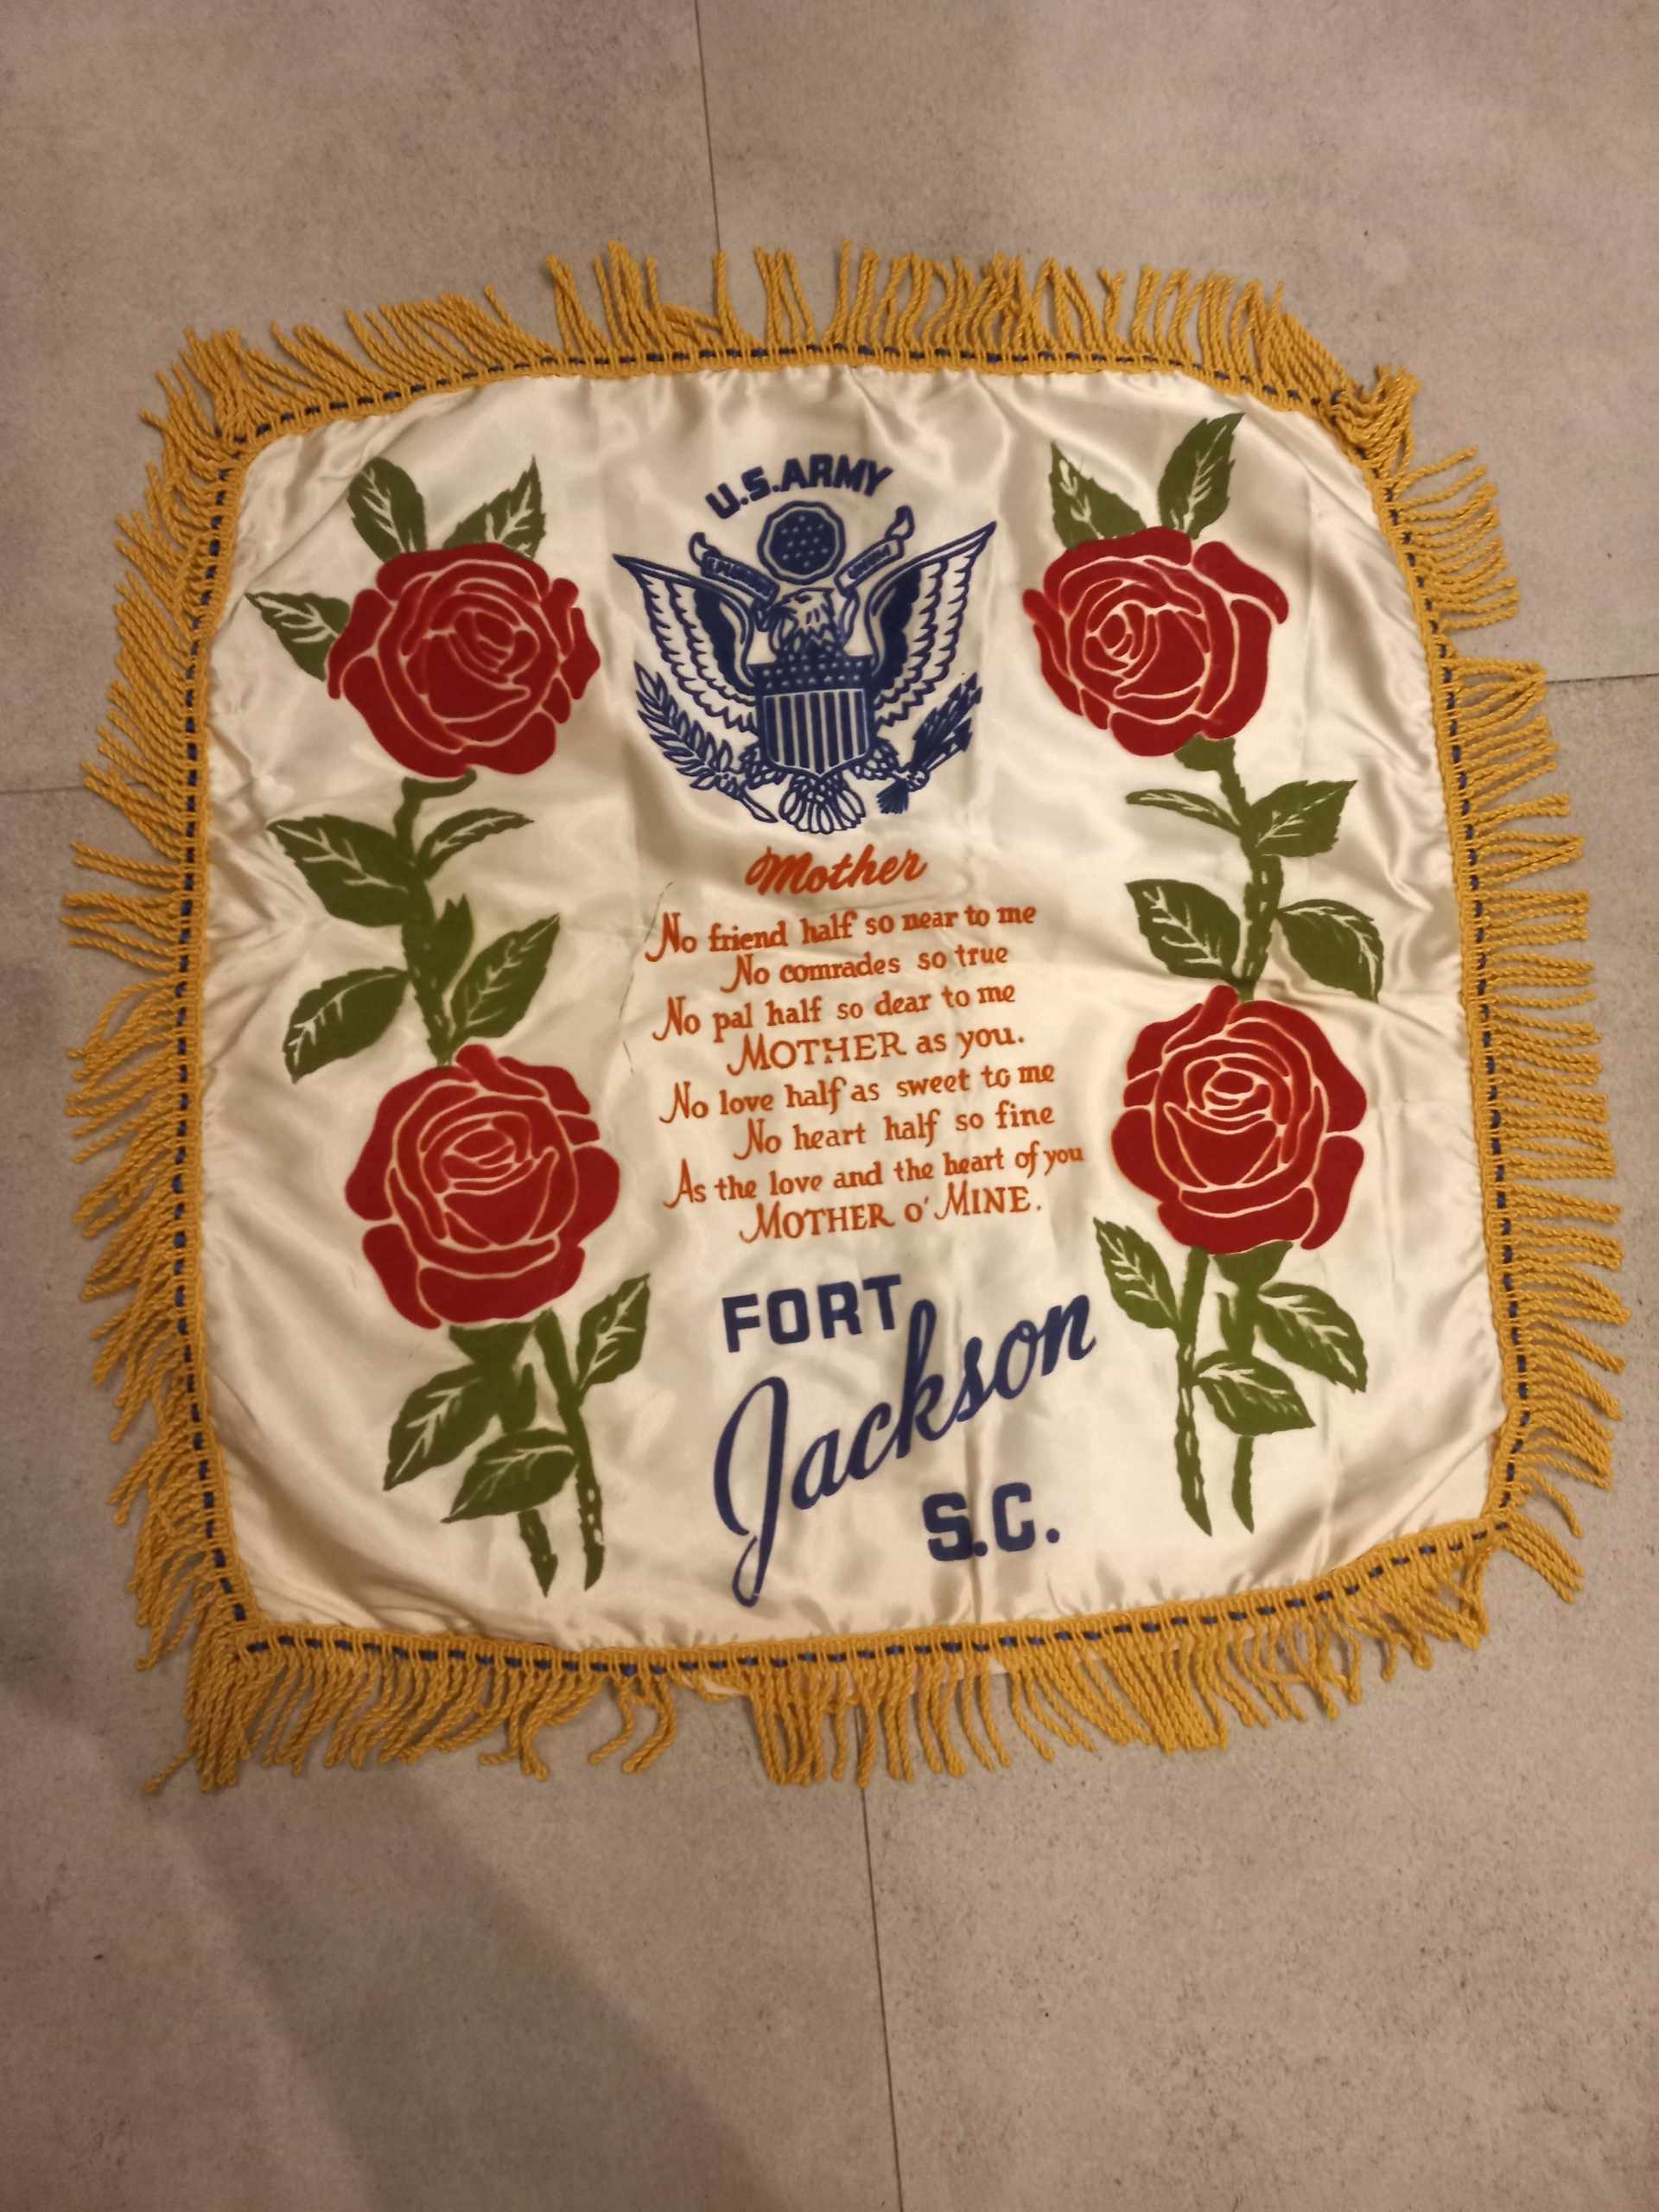 U.S.ARMY
Mother
No friend half so near to me
No comrades so true
No pal half so dear to me
MOTHER as you.
No love half as sweet to me
No heart half so fine
As the love and the heart of you
MOTHER o' MINE.
FORT
Jackson
S.C.